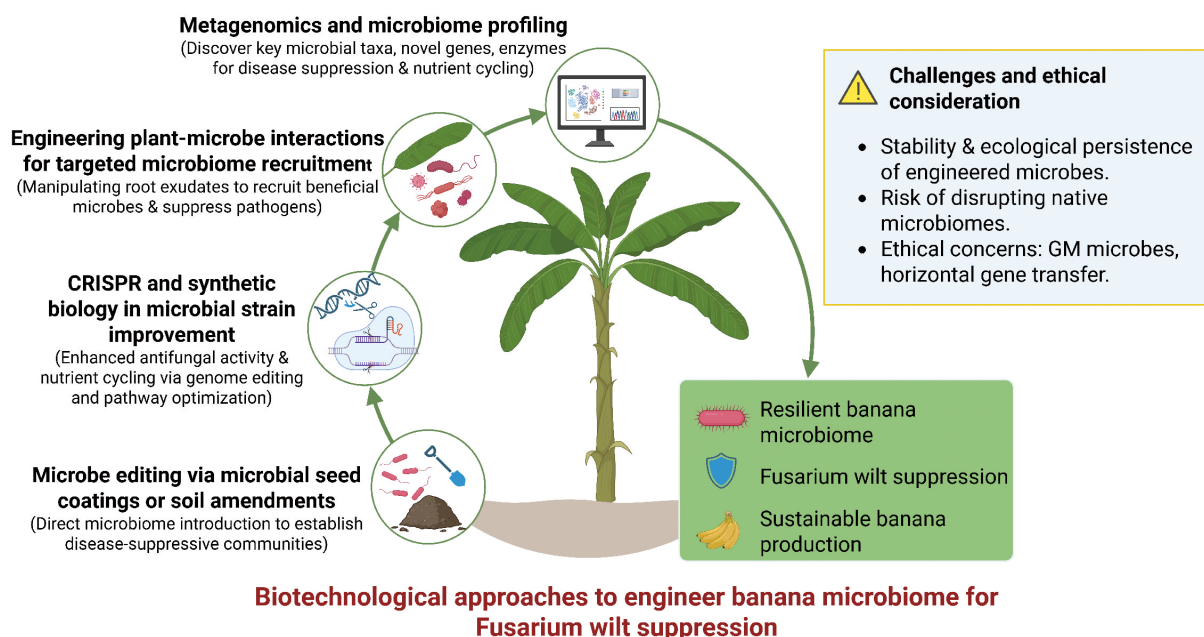 Metagenomics and microbiome profiling
(Discover key microbial taxa, novel genes, enzymes
for disease suppression & nutrient cycling)
Engineering plant-microbe interactions
for targeted microbiome recruitment
(Manipulating root exudates to recruit beneficial
microbes & suppress pathogens)
CRISPR and synthetic
biology in microbial strain
improvement
(Enhanced antifungal activity &
nutrient cycling via genome editing
and pathway optimization)
Microbe editing via microbial seed
coatings or soil amendments
(Direct microbiome introduction to establish
disease-suppressive communities)
Challenges and ethical
consideration
• Stability & ecological persistence
of engineered microbes.
• Risk of disrupting native
microbiomes.
• Ethical concerns: GM microbes,
horizontal gene transfer.
Resilient banana
microbiome
Fusarium wilt suppression
Sustainable banana
production
Biotechnological approaches to engineer banana microbiome for
Fusarium wilt suppression